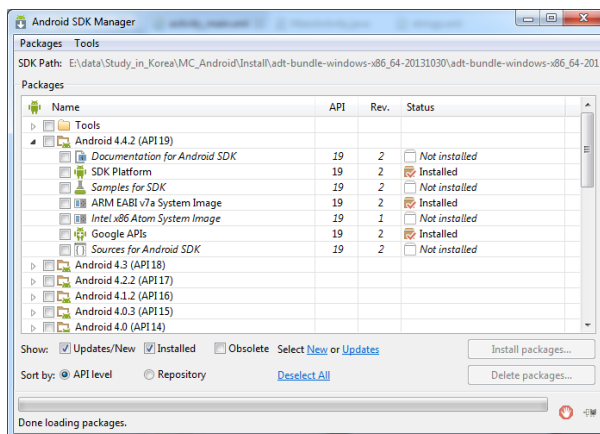 Android SDK Manager
Packages Tools
SDK Path: E:\data\Study_in_Korea\MC_Android\Install\adt-bundle-windows-x86_64-20131030\adt-bundle-windows-x86_64-201
Packages
Name API Rev. Status
Tools
Android 4.4.2 (API 19)
Documentation for Android SDK 19 2 Not installed
SDK Platform 19 2 Installed
Samples for SDK 19 2 Not installed
ARM EABI v7a System Image 19 2 Installed
Intel x86 Atom System Image 19 1 Not installed
Google APIs 19 2 Installed
Sources for Android SDK 19 2 Not installed
Android 4.3 (API 18)
Android 4.2.2 (API 17)
Android 4.1.2 (API 16)
Android 4.0.3 (API 15)
Android 4.0 (API 14)
Show: Updates/New Installed Obsolete Select New or Updates Install packages...
Sort by: API level Repository Deselect All Delete packages...
Done loading packages.